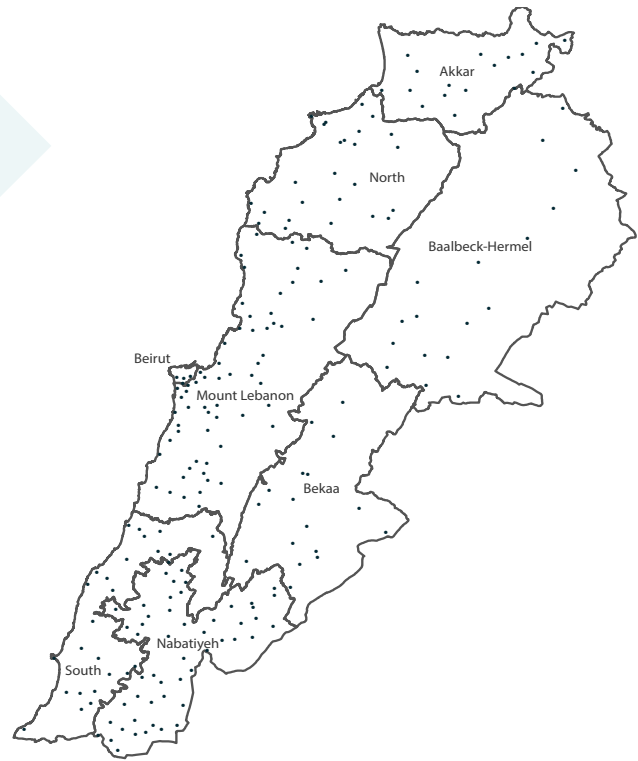 Akkar
North
Baalbeck-Hermel
Beirut
Mount Lebanon
Bekaa
Nabatiyeh
South